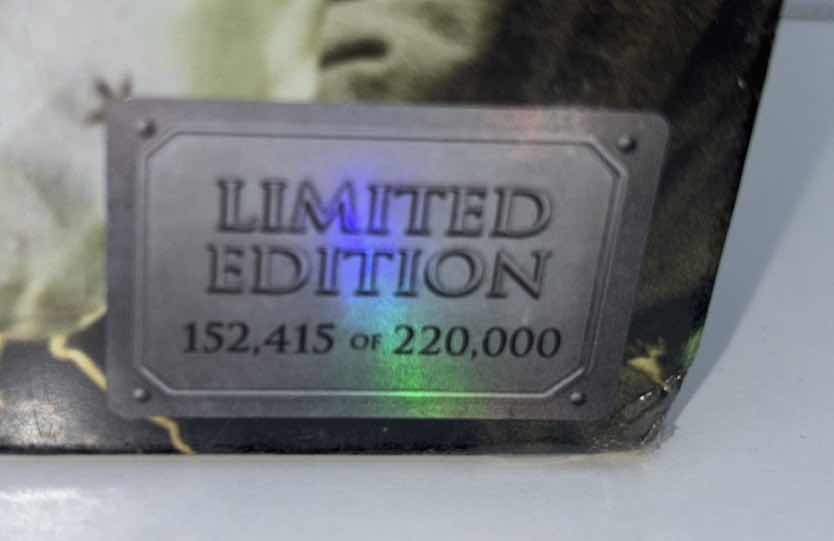 LIMITED
EDITION
152,415 OF 220,000